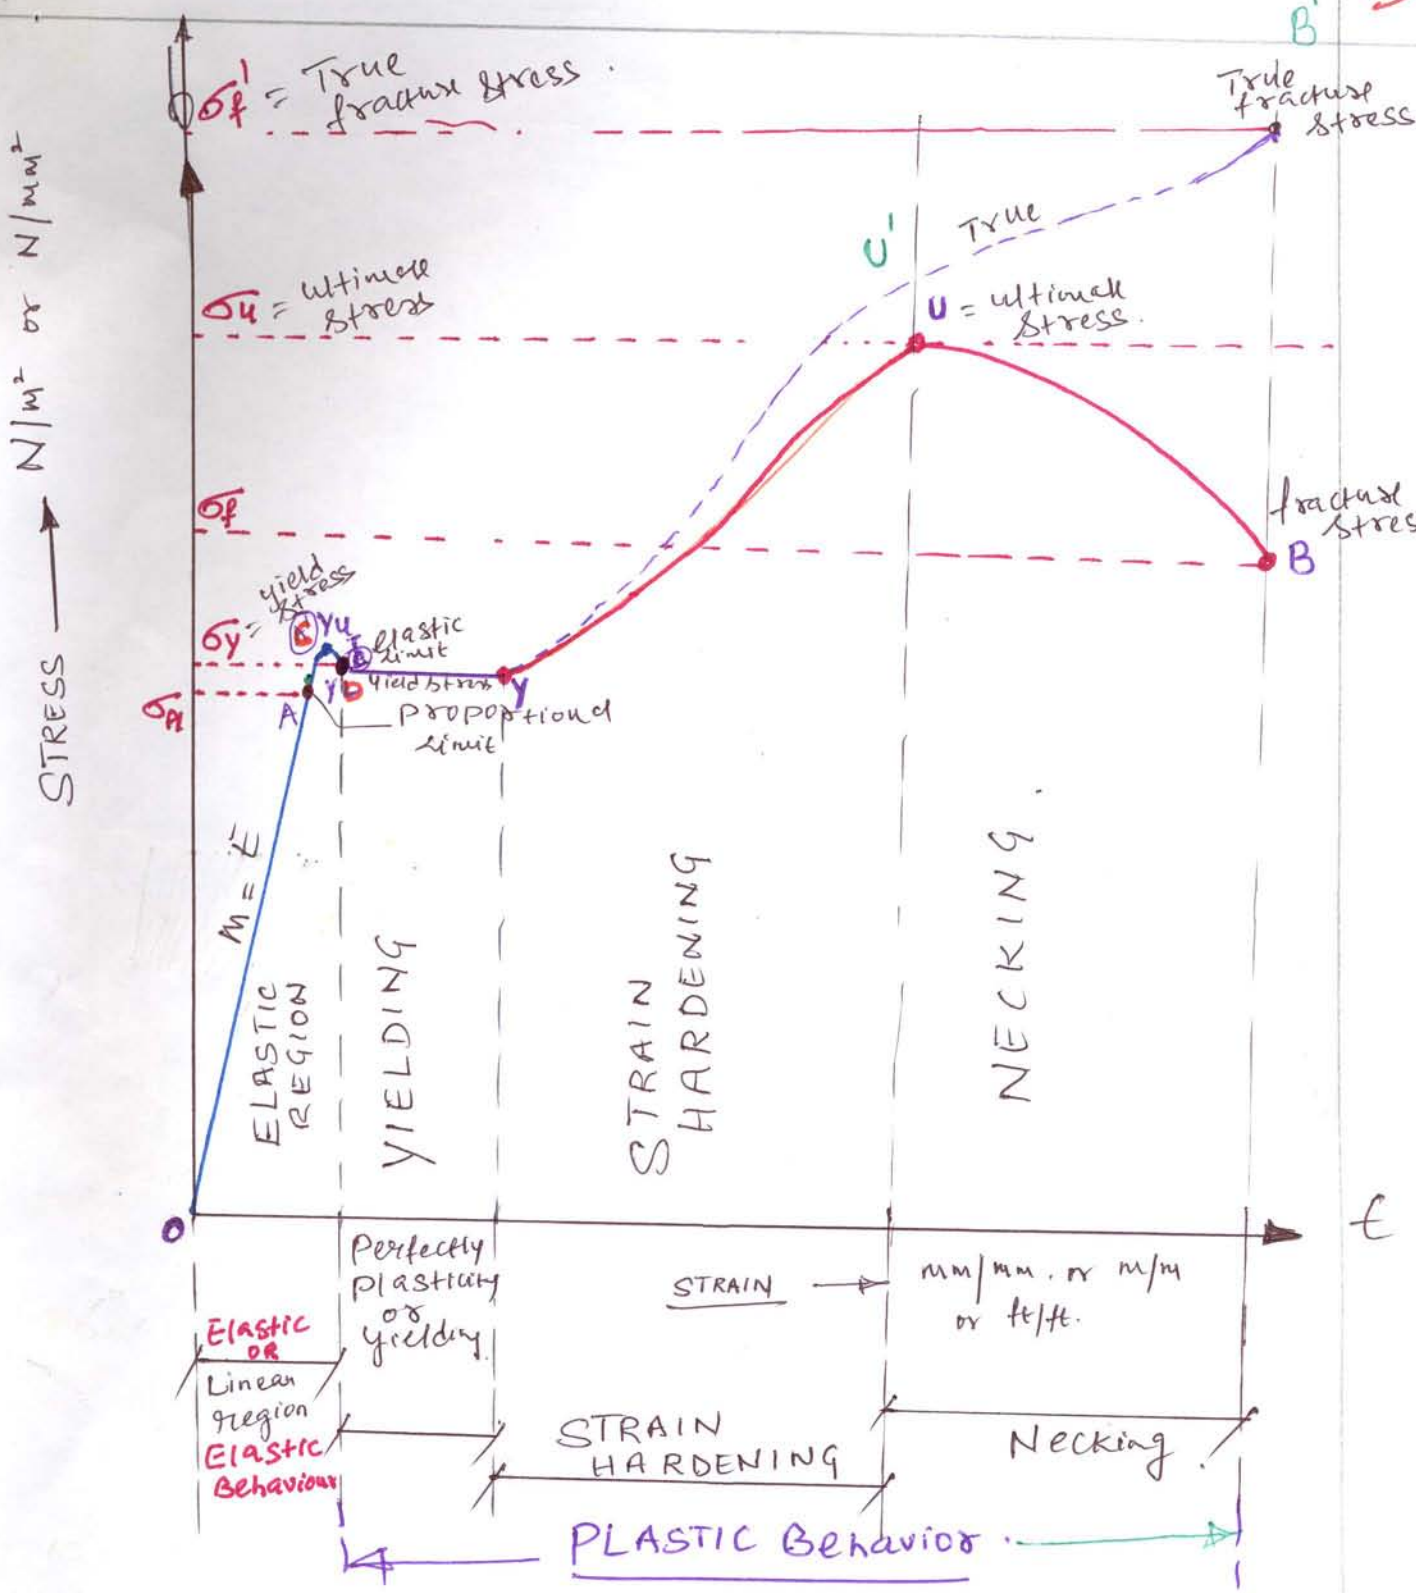 B'
σf' = True
fracture stress.
True
fracture
stress
N/m² or N/mm²
STRESS
True
U'
σu = ultimate
stress
U = ultimate
stress.
σf
fracture
stres
B
yield
stress
σy =
Yu
Elastic
limit
yield stress
Y
σPl
A
YL
Propotional
limit
m = E
ELASTIC
REGION
YIELDING
STRAIN
HARDENING
NECKING.
O
ε
Perfectly
plasticity
or
yielding
STRAIN
mm/mm. or m/m
or ft/ft.
Elastic
OR
Linear
region
Elastic
Behaviour
STRAIN
HARDENING
Necking.
PLASTIC Behavior.